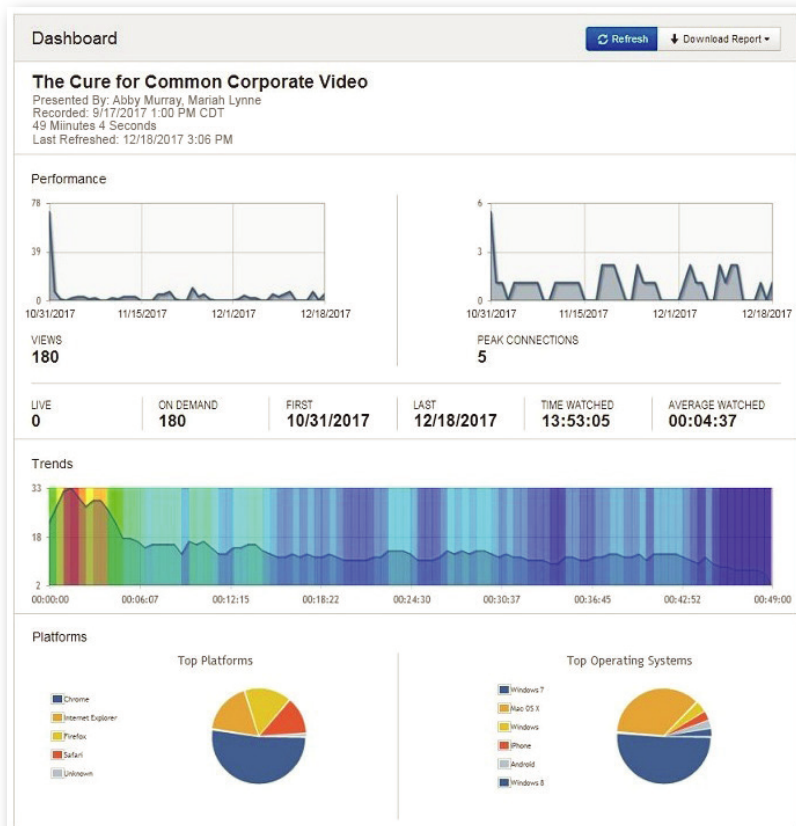 Dashboard
Refresh
Download Report
The Cure for Common Corporate Video
Presented By: Abby Murray, Mariah Lynne
Recorded: 9/17/2017 1:00 PM CDT
49 Miinutes 4 Seconds
Last Refreshed: 12/18/2017 3:06 PM
Performance
78
39
0
10/31/2017 11/15/2017 12/1/2017 12/18/2017
6
3
0
10/31/2017 11/15/2017 12/1/2017 12/18/2017
VIEWS
180
PEAK CONNECTIONS
5
LIVE
0
ON DEMAND
180
FIRST
10/31/2017
LAST
12/18/2017
TIME WATCHED
13:53:05
AVERAGE WATCHED
00:04:37
Trends
33
18
2
00:00:00 00:06:07 00:12:15 00:18:22 00:24:30 00:30:37 00:36:45 00:42:52 00:49:00
Platforms
Top Platforms
Chrome
Internet Explorer
Firefox
Safari
Unknown
Top Operating Systems
Windows 7
Mac OS X
Windows
iPhone
Android
Windows 8